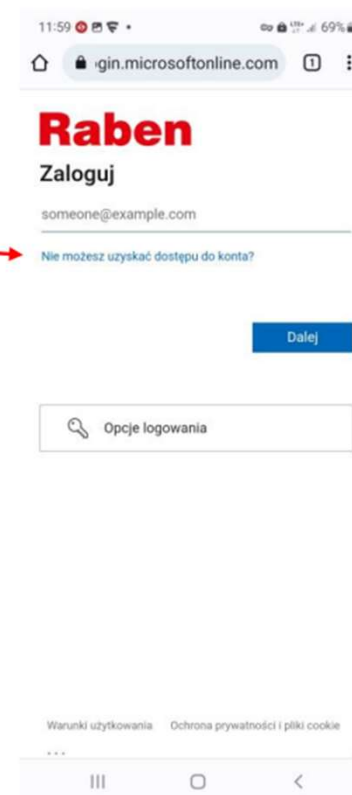 11:59
69%
gin.microsoftonline.com
1
Raben
Zaloguj
someone@example.com
Nie możesz uzyskać dostępu do konta?
Dalej
Opcje logowania
Warunki użytkowania Ochrona prywatności i pliki cookie
...